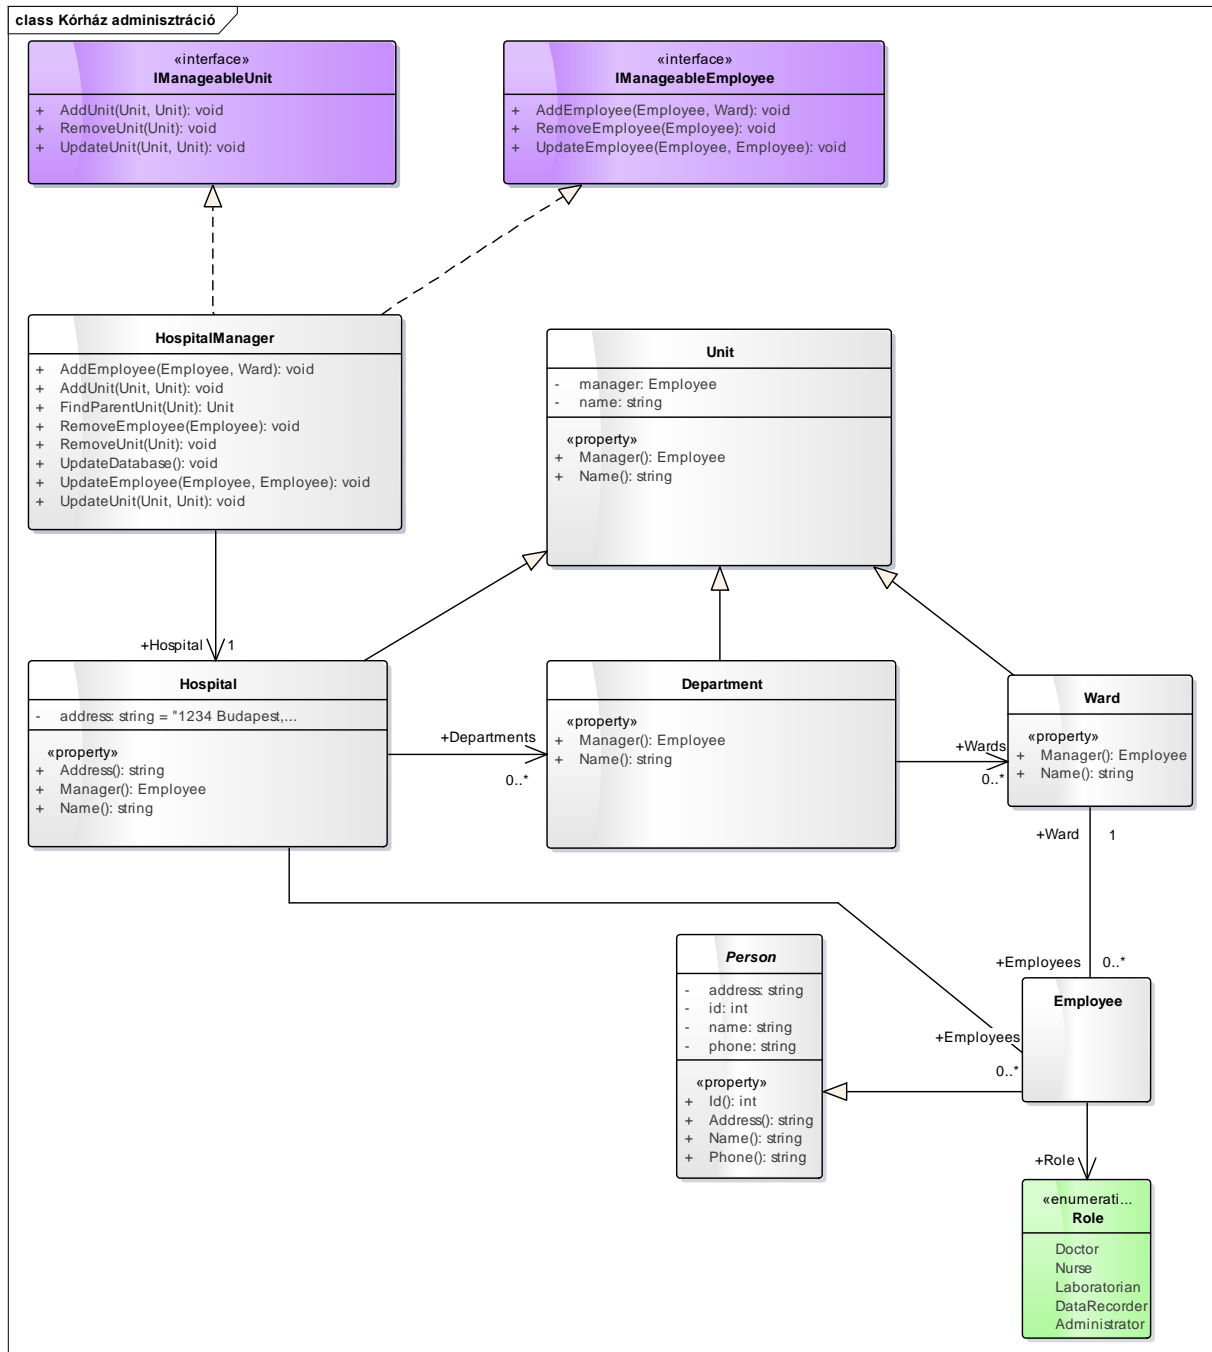 class Kórház adminisztráció
«interface»
IManageableUnit
+ AddUnit(Unit, Unit): void
+ RemoveUnit(Unit): void
+ UpdateUnit(Unit, Unit): void
«interface»
IManageableEmployee
+ AddEmployee(Employee, Ward): void
+ RemoveEmployee(Employee): void
+ UpdateEmployee(Employee, Employee): void
HospitalManager
+ AddEmployee(Employee, Ward): void
+ AddUnit(Unit, Unit): void
+ FindParentUnit(Unit): Unit
+ RemoveEmployee(Employee): void
+ RemoveUnit(Unit): void
+ UpdateDatabase(): void
+ UpdateEmployee(Employee, Employee): void
+ UpdateUnit(Unit, Unit): void
Unit
- manager: Employee
- name: string
«property»
+ Manager(): Employee
+ Name(): string
+Hospital 1
Hospital
- address: string = "1234 Budapest,...
«property»
+ Address(): string
+ Manager(): Employee
+ Name(): string
+Departments
0..*
Department
«property»
+ Manager(): Employee
+ Name(): string
+Wards
0..*
Ward
«property»
+ Manager(): Employee
+ Name(): string
+Ward 1
+Employees 0..*
Person
- address: string
- id: int
- name: string
- phone: string
«property»
+ Id(): int
+ Address(): string
+ Name(): string
+ Phone(): string
Employee
+Employees
0..*
+Role
«enumerati...
Role
Doctor
Nurse
Laboratorian
DataRecorder
Administrator